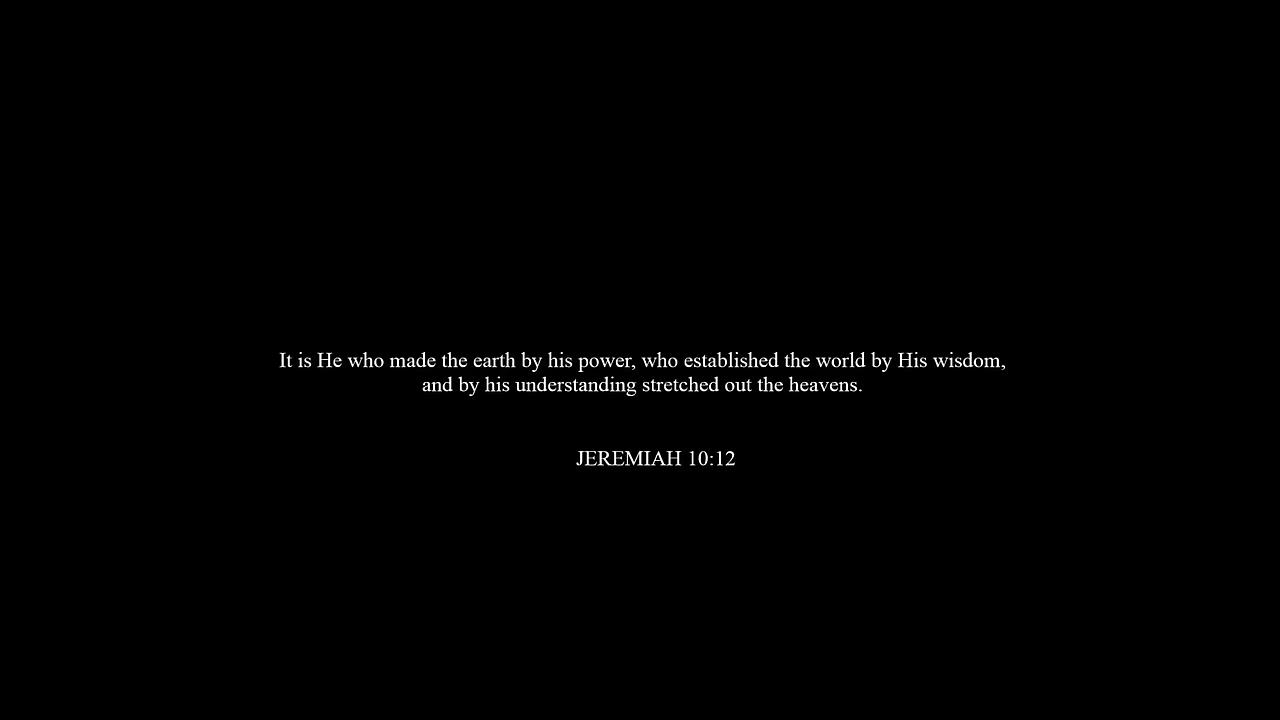 It is He who made the earth by his power, who established the world by His wisdom,
and by his understanding stretched out the heavens.
JEREMIAH 10:12